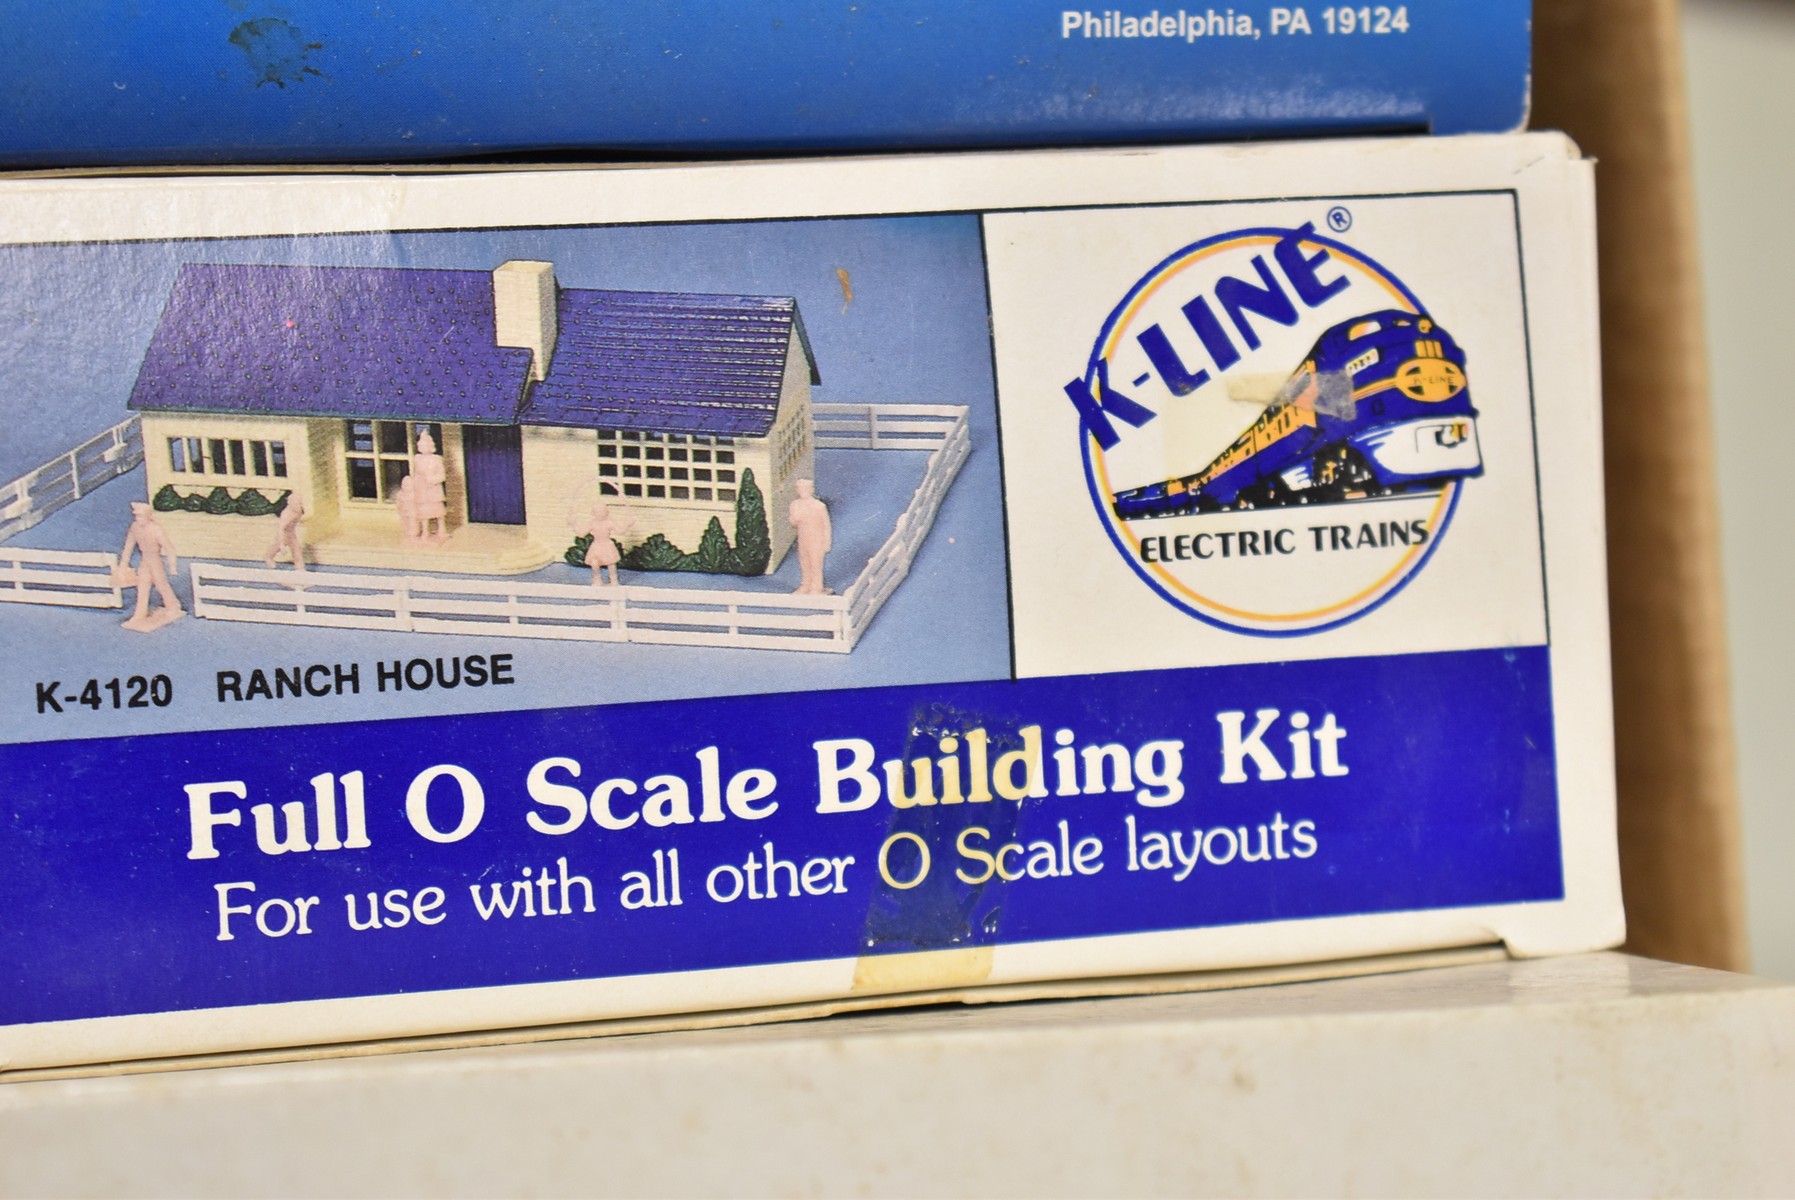 Philadelphia, PA 19124
K-LINE®
K-LINE
ELECTRIC TRAINS
K-4120 RANCH HOUSE
Full O Scale Building Kit
For use with all other O Scale layouts